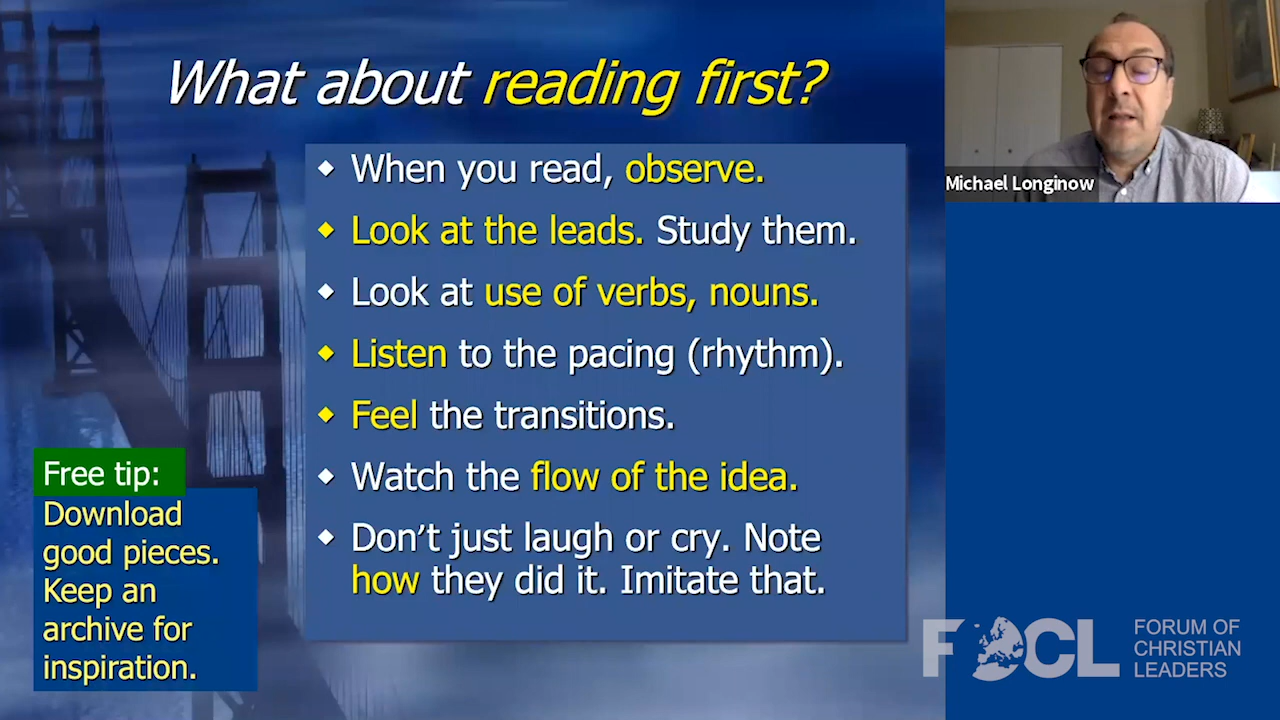 What about reading first?
When you read, observe.
Look at the leads. Study them.
Look at use of verbs, nouns.
Listen to the pacing (rhythm).
Feel the transitions.
Watch the flow of the idea.
Don’t just laugh or cry. Note
how they did it. Imitate that.
Free tip:
Download
good pieces.
Keep an
archive for
inspiration.
Michael Longinow
FOCL
FORUM OF
CHRISTIAN
LEADERS